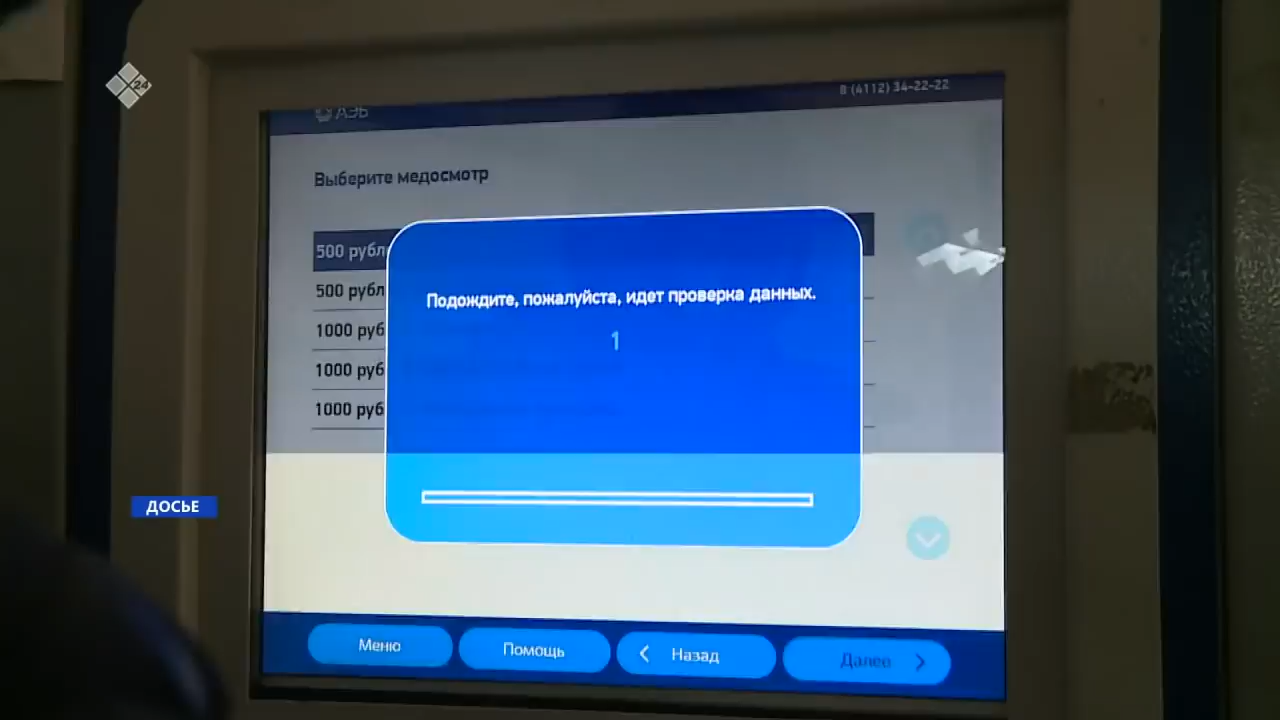 24
АЭБ
8 (4112) 34-22-22
Выберите медосмотр
500 рубл
500 рубл
1000 руб
1000 руб
1000 руб
Подождите, пожалуйста, идет проверка данных.
1
ДОСЬЕ
Меню
Помощь
Назад
Далее